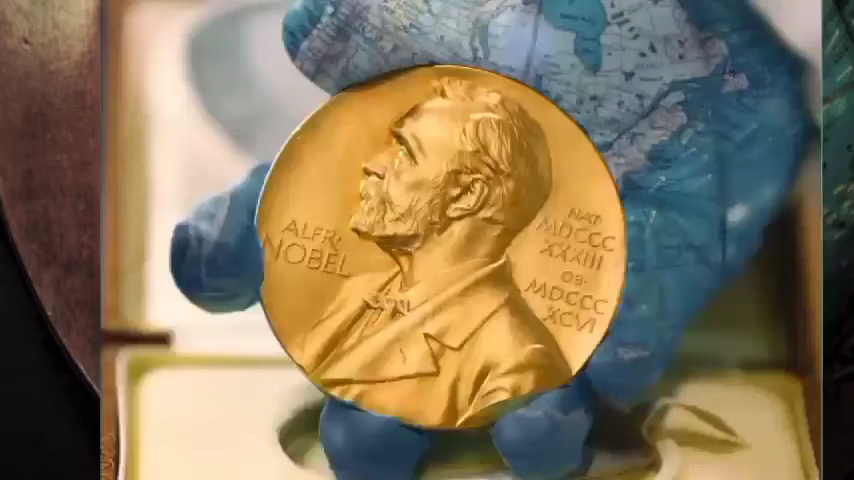 ALFR·
NOBEL
NAT·
MDCCC
XXXIII
OB·
MDCCC
XCVI